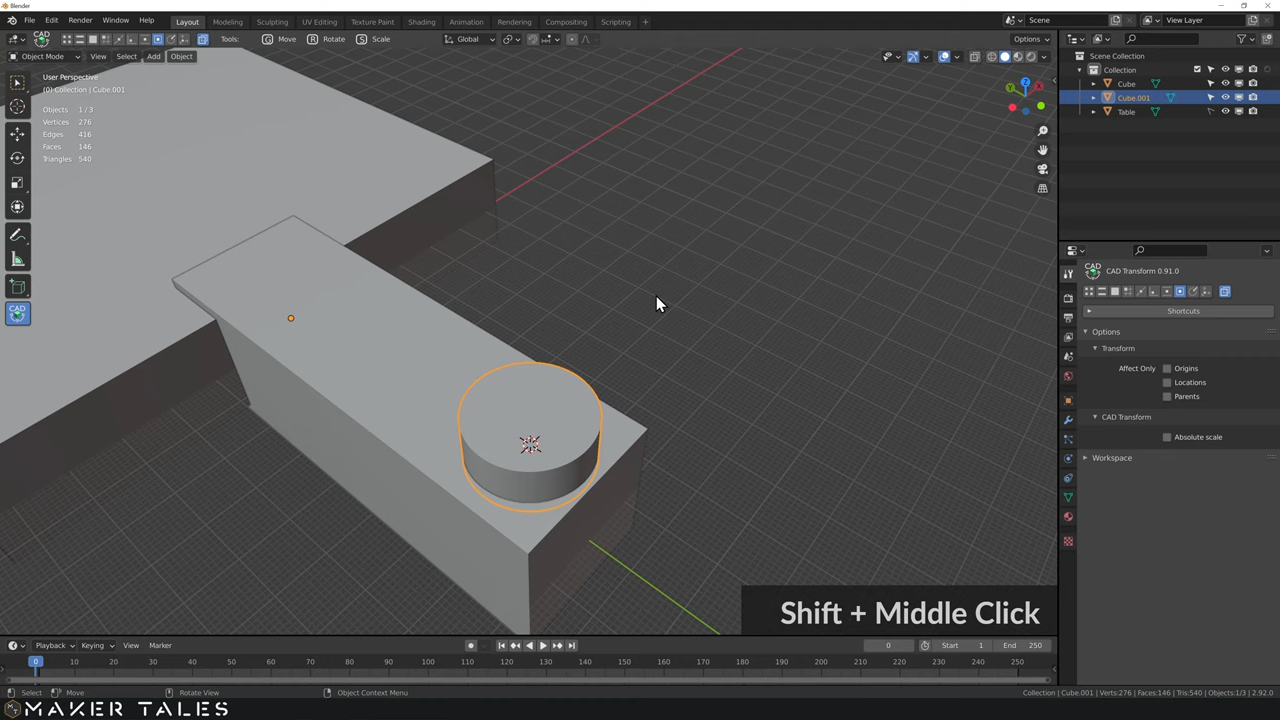 Blender
File Edit Render Window Help Layout Modeling Sculpting UV Editing Texture Paint Shading Animation Rendering Compositing Scripting + Scene View Layer
CAD Tools: Move Rotate Scale Global Options
Object Mode View Select Add Object
User Perspective
(0) Collection | Cube.001
Objects 1 / 3
Vertices 276
Edges 416
Faces 146
Triangles 540
CAD
Z
Scene Collection
Collection
Cube
Cube.001
Table
CAD CAD Transform 0.91.0
Shortcuts
Options
Transform
Affect Only Origins
Locations
Parents
CAD Transform
Absolute scale
Workspace
Shift + Middle Click
Playback Keying View Marker 0 Start 1 End 250
0 10 20 30 40 50 60 70 80 90 100 110 120 130 140 150 160 170 180 190 200 210 220 230 240 250
Select Move Rotate View Object Context Menu Collection | Cube.001 | Verts:276 | Faces:146 | Tris:540 | Objects:1/3 | 2.92.0
MAKER TALES